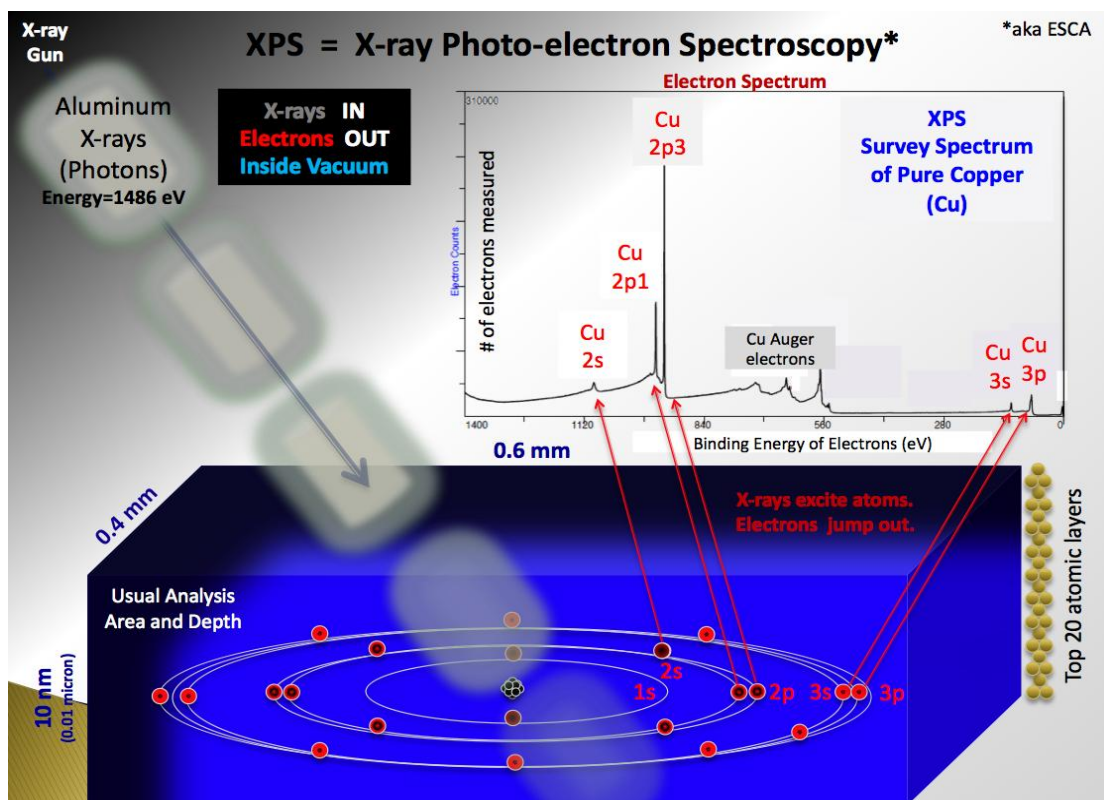 X-ray
Gun
XPS = X-ray Photo-electron Spectroscopy*
*aka ESCA
Aluminum
X-rays
(Photons)
Energy=1486 eV
X-rays IN
Electrons OUT
Inside Vacuum
Electron Spectrum
310000
# of electrons measured
Electron Counts
Cu
2p3
Cu
2p1
Cu
2s
Cu Auger
electrons
Cu
3s
Cu
3p
XPS
Survey Spectrum
of Pure Copper
(Cu)
1400
1120
840
560
280
0
Binding Energy of Electrons (eV)
0.6 mm
0.4 mm
X-rays excite atoms.
Electrons jump out.
Top 20 atomic layers
Usual Analysis
Area and Depth
10 nm
(0.01 micron)
1s
2s
2p
3s
3p